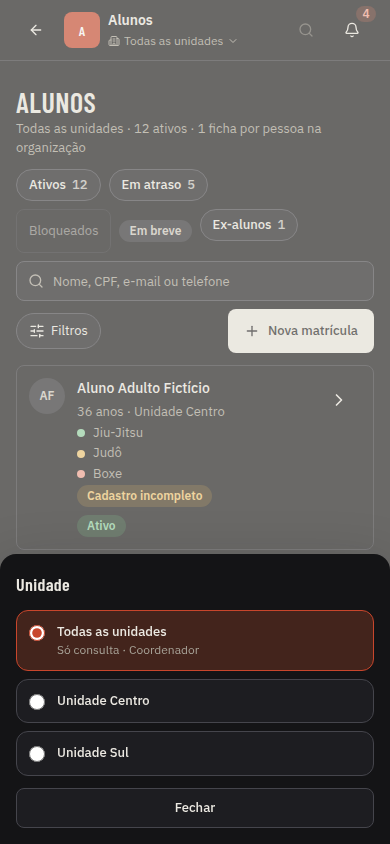 4
A
Alunos
Todas as unidades
ALUNOS
Todas as unidades · 12 ativos · 1 ficha por pessoa na
organização
Ativos 12
Em atraso 5
Bloqueados
Em breve
Ex-alunos 1
Nome, CPF, e-mail ou telefone
Filtros
Nova matrícula
AF
Aluno Adulto Fictício
36 anos · Unidade Centro
Jiu-Jitsu
Judô
Boxe
Cadastro incompleto
Ativo
Unidade
Todas as unidades
Só consulta · Coordenador
Unidade Centro
Unidade Sul
Fechar